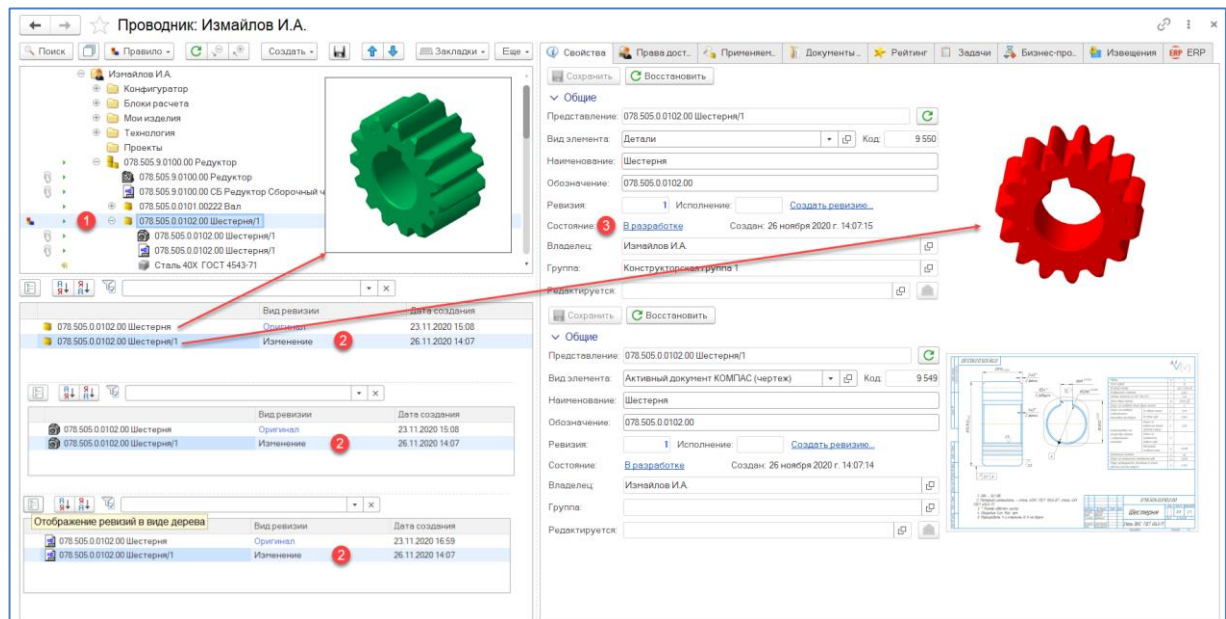 Проводник: Измайлов И.А.
Поиск
Правило
Создать
Закладки
Еще
Измайлов И.А.
Конфигуратор
Блоки расчета
Мои изделия
Технология
Проекты
078.505.9.0100.00 Редуктор
078.505.9.0100.00 Редуктор
078.505.9.0100.00 СБ Редуктор Сборочный ч
078.505.0.0101.00222 Вал
1
078.505.0.0102.00 Шестерня/1
078.505.0.0102.00 Шестерня/1
078.505.0.0102.00 Шестерня/1
Сталь 40Х ГОСТ 4543-71
Вид ревизии
Дата создания
078.505.0.0102.00 Шестерня
Оригинал
23.11.2020 15:08
078.505.0.0102.00 Шестерня/1
Изменение
2
26.11.2020 14:07
Вид ревизии
Дата создания
078.505.0.0102.00 Шестерня
Оригинал
23.11.2020 15:08
078.505.0.0102.00 Шестерня/1
Изменение
2
26.11.2020 14:07
Отображение ревизий в виде дерева
Вид ревизии
Дата создания
078.505.0.0102.00 Шестерня
Оригинал
23.11.2020 16:59
078.505.0.0102.00 Шестерня/1
Изменение
2
26.11.2020 14:07
Свойства
Права дост..
Применяем..
Документы..
Рейтинг
Задачи
Бизнес-про..
Извещения
ERP ERP
Сохранить
Восстановить
Общие
Представление: 078.505.0.0102.00 Шестерня/1
Вид элемента: Детали Код: 9 550
Наименование: Шестерня
Обозначение: 078.505.0.0102.00
Ревизия: 1 Исполнение: Создать ревизию...
Состояние: 3 В разработке Создан: 26 ноября 2020 г. 14:07:15
Владелец: Измайлов И.А.
Группа: Конструкторская группа 1
Редактируется:
Сохранить
Восстановить
Общие
Представление: 078.505.0.0102.00 Шестерня/1
Вид элемента: Активный документ КОМПАС (чертеж) Код: 9 549
Наименование: Шестерня
Обозначение: 078.505.0.0102.00
Ревизия: 1 Исполнение: Создать ревизию...
Состояние: В разработке Создан: 26 ноября 2020 г. 14:07:14
Владелец: Измайлов И.А.
Группа:
Редактируется:
Шестерня